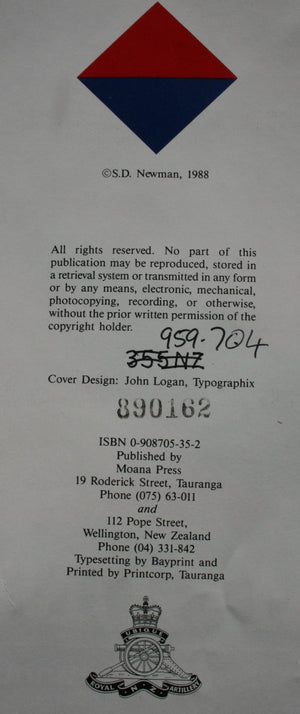 ©S.D. Newman, 1988
All rights reserved. No part of this
publication may be reproduced, stored in
a retrieval system or transmitted in any form
or by any means, electronic, mechanical,
photocopying, recording, or otherwise,
without the prior written permission of the
copyright holder.
959.704
355NZ
Cover Design: John Logan, Typographix
890162
ISBN 0-908705-35-2
Published by
Moana Press
19 Roderick Street, Tauranga
Phone (075) 63-011
and
112 Pope Street,
Wellington, New Zealand
Phone (04) 331-842
Typesetting by Bayprint and
Printed by Printcorp, Tauranga
UBIQUE
ROYAL N·Z ARTILLERY